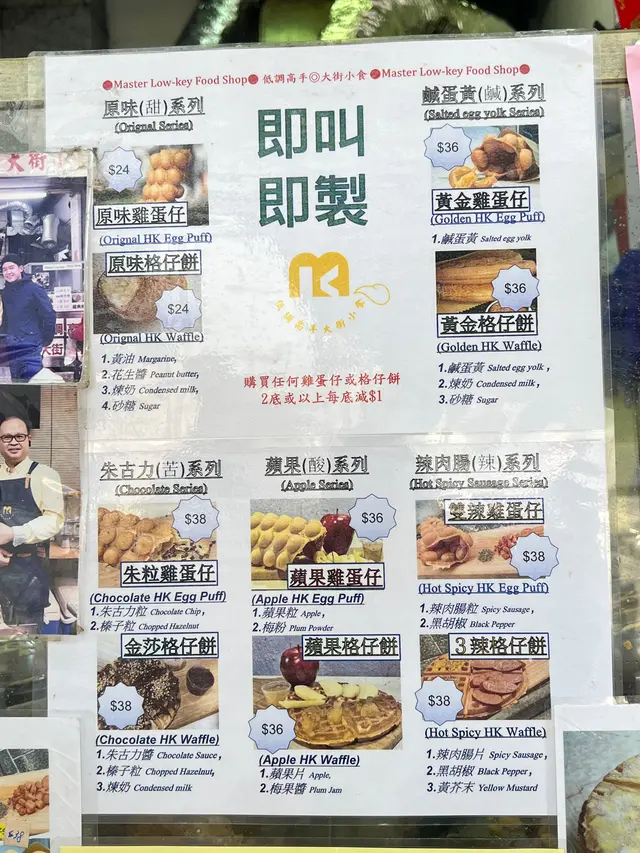 ●Master Low-key Food Shop● 低調高手◎大街小食 ●Master Low-key Food Shop●
原味(甜)系列
(Orignal Series)
$24
原味雞蛋仔
(Orignal HK Egg Puff)
原味格仔餅
$24
(Orignal HK Waffle)
1.黃油 Margarine,
2.花生醬 Peanut butter,
3.煉奶 Condensed milk,
4.砂糖 Sugar
即叫
即製
低調高手大街小食
購買任何雞蛋仔或格仔餅
2底或以上每底減$1
鹹蛋黃(鹹)系列
(Salted egg yolk Series)
$36
黃金雞蛋仔
(Golden HK Egg Puff)
1.鹹蛋黃 Salted egg yolk
$36
黃金格仔餅
(Golden HK Waffle)
1.鹹蛋黃 Salted egg yolk,
2.煉奶 Condensed milk,
3.砂糖 Sugar
朱古力(苦)系列
(Chocolate Series)
$38
朱粒雞蛋仔
(Chocolate HK Egg Puff)
1.朱古力粒 Chocolate Chip,
2.榛子粒 Chopped Hazelnut
金莎格仔餅
$38
(Chocolate HK Waffle)
1.朱古力醬 Chocolate Sauce,
2.榛子粒 Chopped Hazelnut,
3.煉奶 Condensed milk
蘋果(酸)系列
(Apple Series)
$36
蘋果雞蛋仔
(Apple HK Egg Puff)
1.蘋果粒 Apple,
2.梅粉 Plum Powder
蘋果格仔餅
$36
(Apple HK Waffle)
1.蘋果片 Apple,
2.梅果醬 Plum Jam
辣肉腸(辣)系列
(Hot Spicy Sausage Series)
雙辣雞蛋仔
$38
(Hot Spicy HK Egg Puff)
1.辣肉腸粒 Spicy Sausage,
2.黑胡椒 Black Pepper
3辣格仔餅
$38
(Hot Spicy HK Waffle)
1.辣肉腸片 Spicy Sausage,
2.黑胡椒 Black Pepper,
3.黃芥末 Yellow Mustard
大街